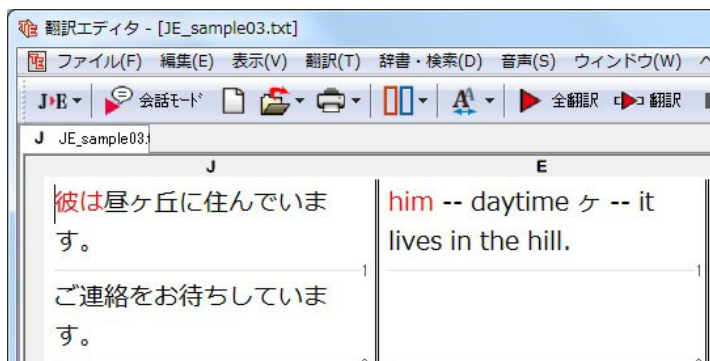 翻訳エディタ - [JE_sample03.txt]
ファイル(F) 編集(E) 表示(V) 翻訳(T) 辞書・検索(D) 音声(S) ウィンドウ(W)
J E 会話モード 全翻訳 翻訳
J JE_sample03.
J E
彼は昼ヶ丘に住んでいま
す。
him -- daytime ヶ -- it
lives in the hill.
1 1
ご連絡をお待ちしていま
す。